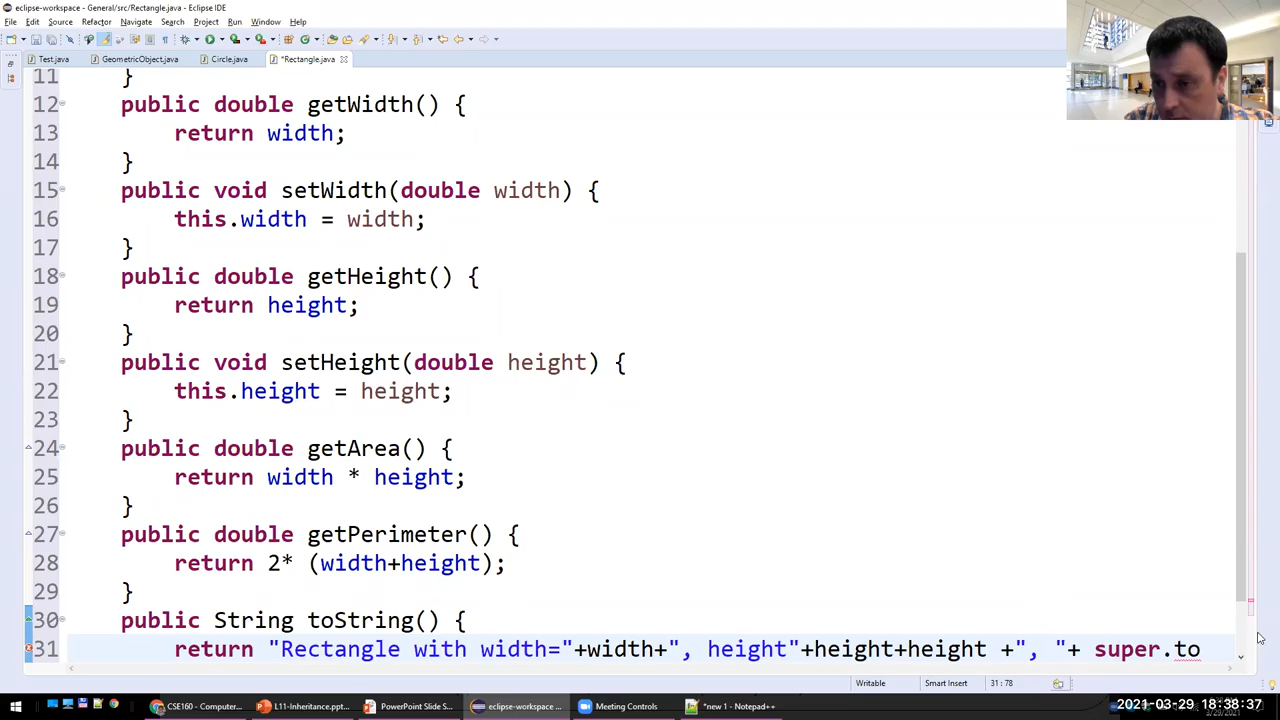 eclipse-workspace - General/src/Rectangle.java - Eclipse IDE
File Edit Source Refactor Navigate Search Project Run Window Help
Test.java GeometricObject.java Circle.java *Rectangle.java
11 }
12 public double getWidth() {
13 return width;
14 }
15 public void setWidth(double width) {
16 this.width = width;
17 }
18 public double getHeight() {
19 return height;
20 }
21 public void setHeight(double height) {
22 this.height = height;
23 }
24 public double getArea() {
25 return width * height;
26 }
27 public double getPerimeter() {
28 return 2* (width+height);
29 }
30 public String toString() {
31 return "Rectangle with width="+width+", height"+height+height +", "+ super.to
Writable Smart Insert 31 : 78
CSE160 - Computer... L11-Inheritance.ppt... PowerPoint Slide S... eclipse-workspace ... Meeting Controls *new 1 - Notepad++
2021-03-29 18:38:37